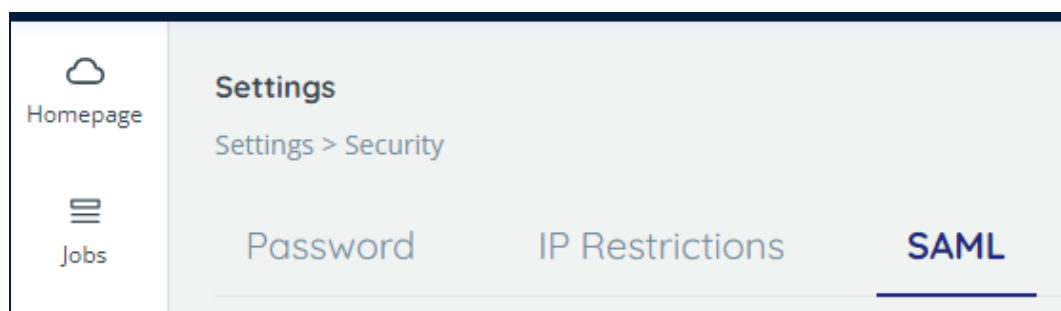 Homepage
Jobs
Settings
Settings > Security
Password IP Restrictions SAML